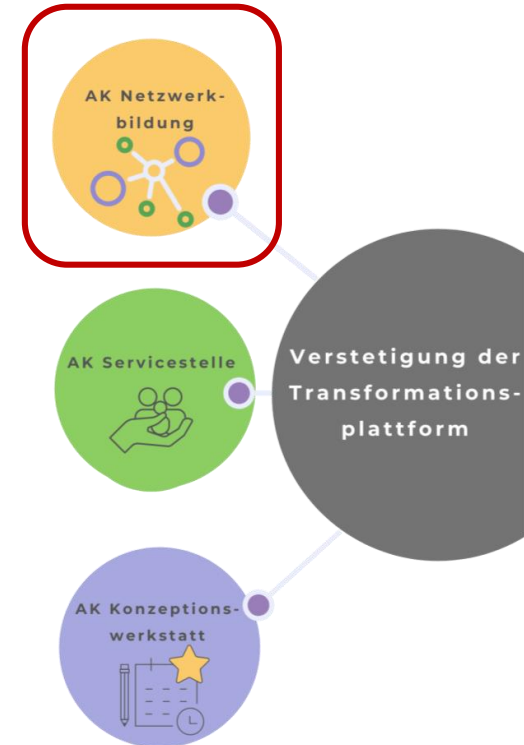 AK Netzwerk-
bildung
AK Servicestelle
Verstetigung der
Transformations-
plattform
AK Konzeptions-
werkstatt